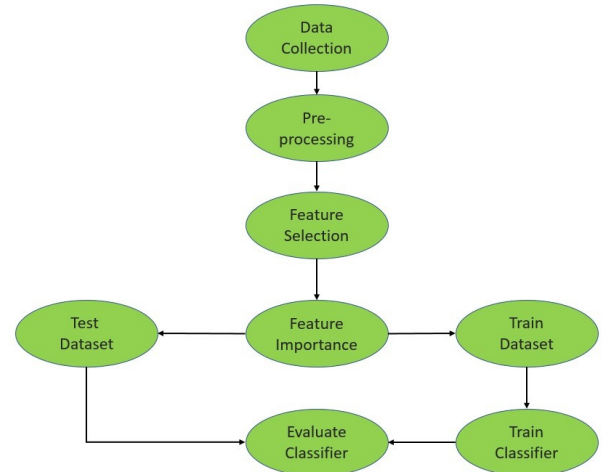 Data
Collection
Pre-
processing
Feature
Selection
Test
Dataset
Feature
Importance
Train
Dataset
Evaluate
Classifier
Train
Classifier